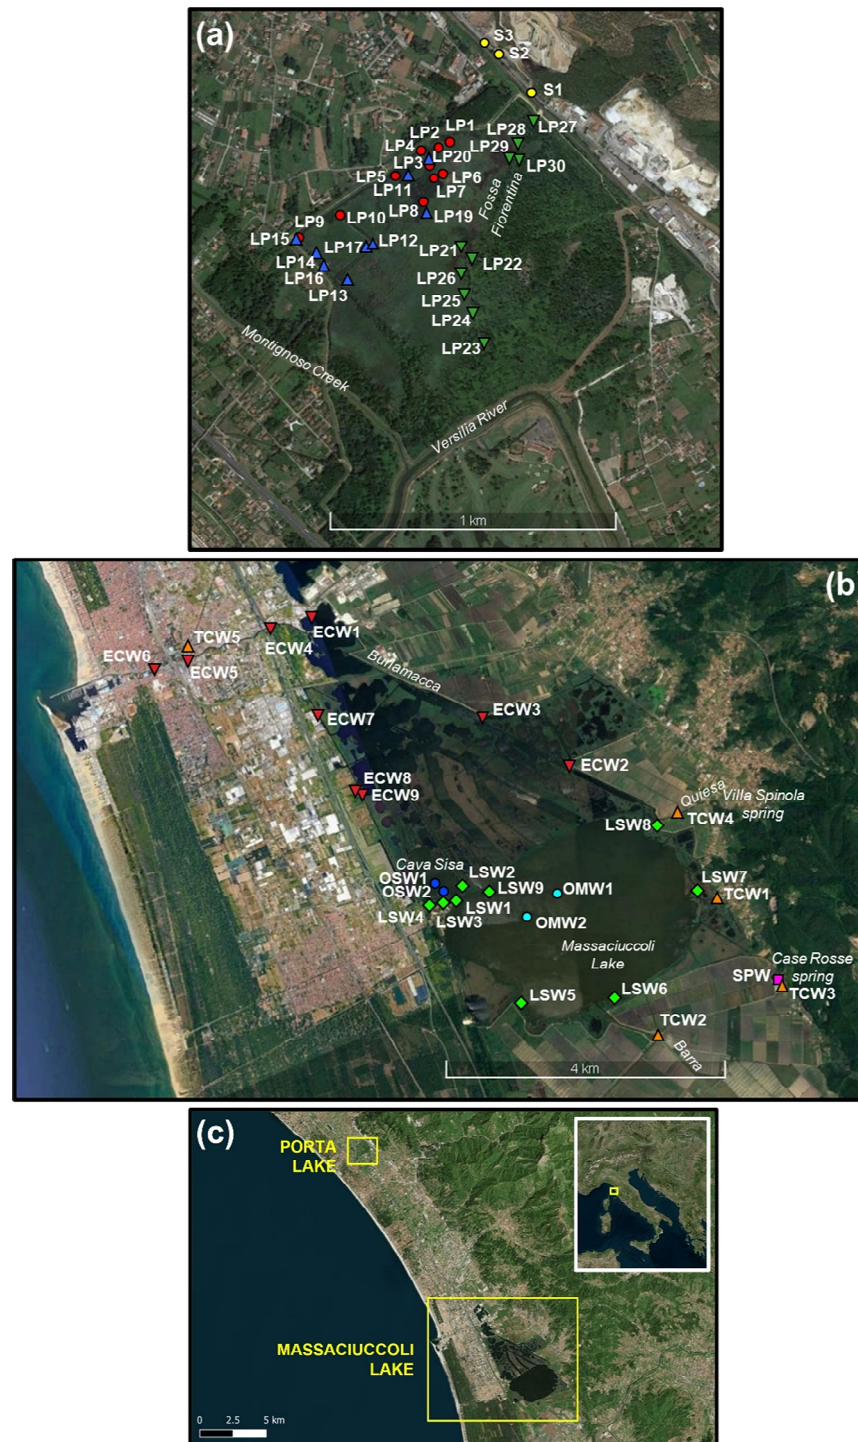 (a)
S3
S2
S1
LP27
LP28
LP29
LP30
LP1
LP2
LP4
LP20
LP3
LP6
LP5
LP11
LP7
LP8
LP19
Fossa
Fiorentina
LP9
LP10
LP15
LP17
LP12
LP14
LP16
LP13
LP21
LP22
LP26
LP25
LP24
LP23
Montignoso Creek
Versilia River
1 km
(b)
TCW5
ECW1
ECW4
ECW6
ECW5
Burlamacca
ECW7
ECW3
ECW2
ECW8
ECW9
Quiesa
Villa Spinola
spring
TCW4
LSW8
Cava Sisa
OSW1
LSW2
OSW2
LSW9
OMW1
LSW7
TCW1
LSW4
LSW3
LSW1
OMW2
Massaciuccoli
Lake
Case Rosse
spring
SPW
TCW3
LSW5
LSW6
TCW2
Barra
4 km
(c)
PORTA
LAKE
MASSACIUCCOLI
LAKE
0 2.5 5 km